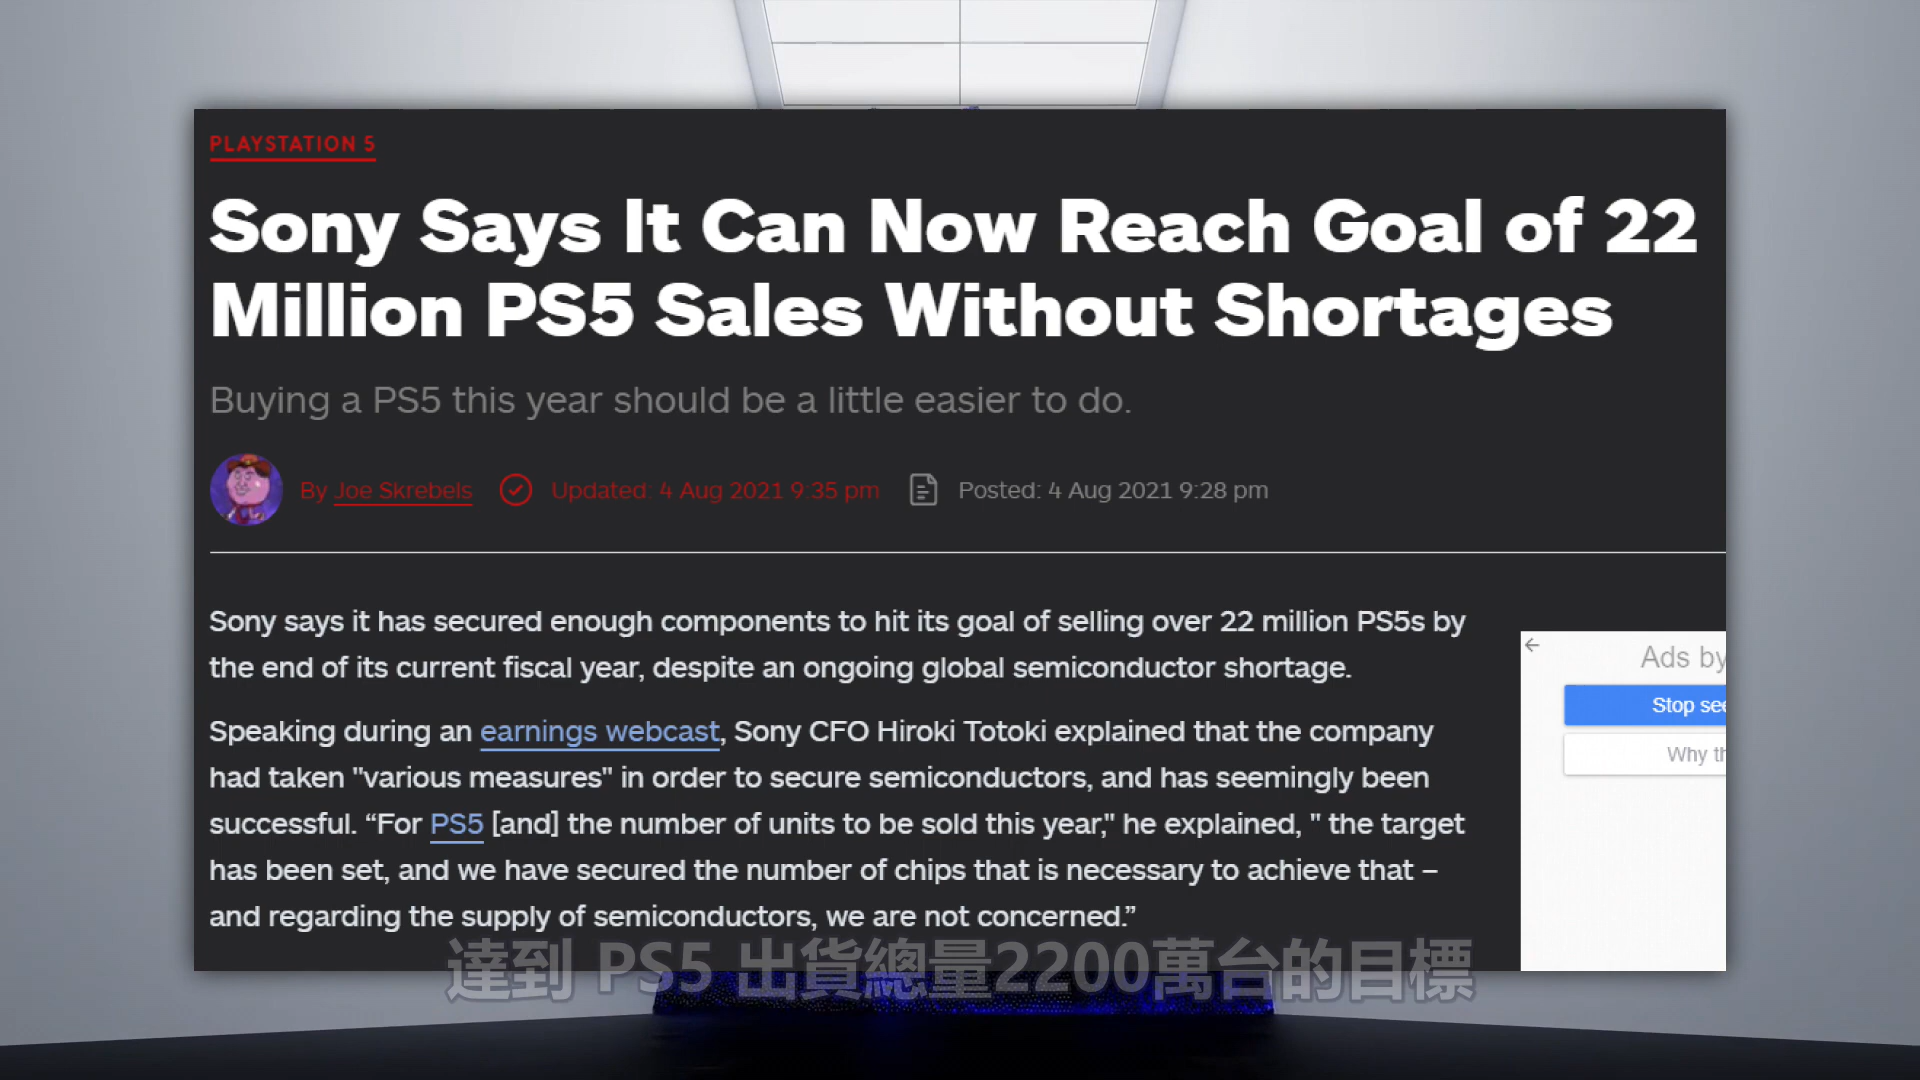 PLAYSTATION 5
Sony Says It Can Now Reach Goal of 22
Million PS5 Sales Without Shortages
Buying a PS5 this year should be a little easier to do.
By Joe Skrebels Updated: 4 Aug 2021 9:35 pm Posted: 4 Aug 2021 9:28 pm
Sony says it has secured enough components to hit its goal of selling over 22 million PS5s by
the end of its current fiscal year, despite an ongoing global semiconductor shortage.
Speaking during an earnings webcast, Sony CFO Hiroki Totoki explained that the company
had taken "various measures" in order to secure semiconductors, and has seemingly been
successful. “For PS5 [and] the number of units to be sold this year," he explained, " the target
has been set, and we have secured the number of chips that is necessary to achieve that –
and regarding the supply of semiconductors, we are not concerned.”
Ads by
Stop see
Why th
達到 PS5 出貨總量2200萬台的目標